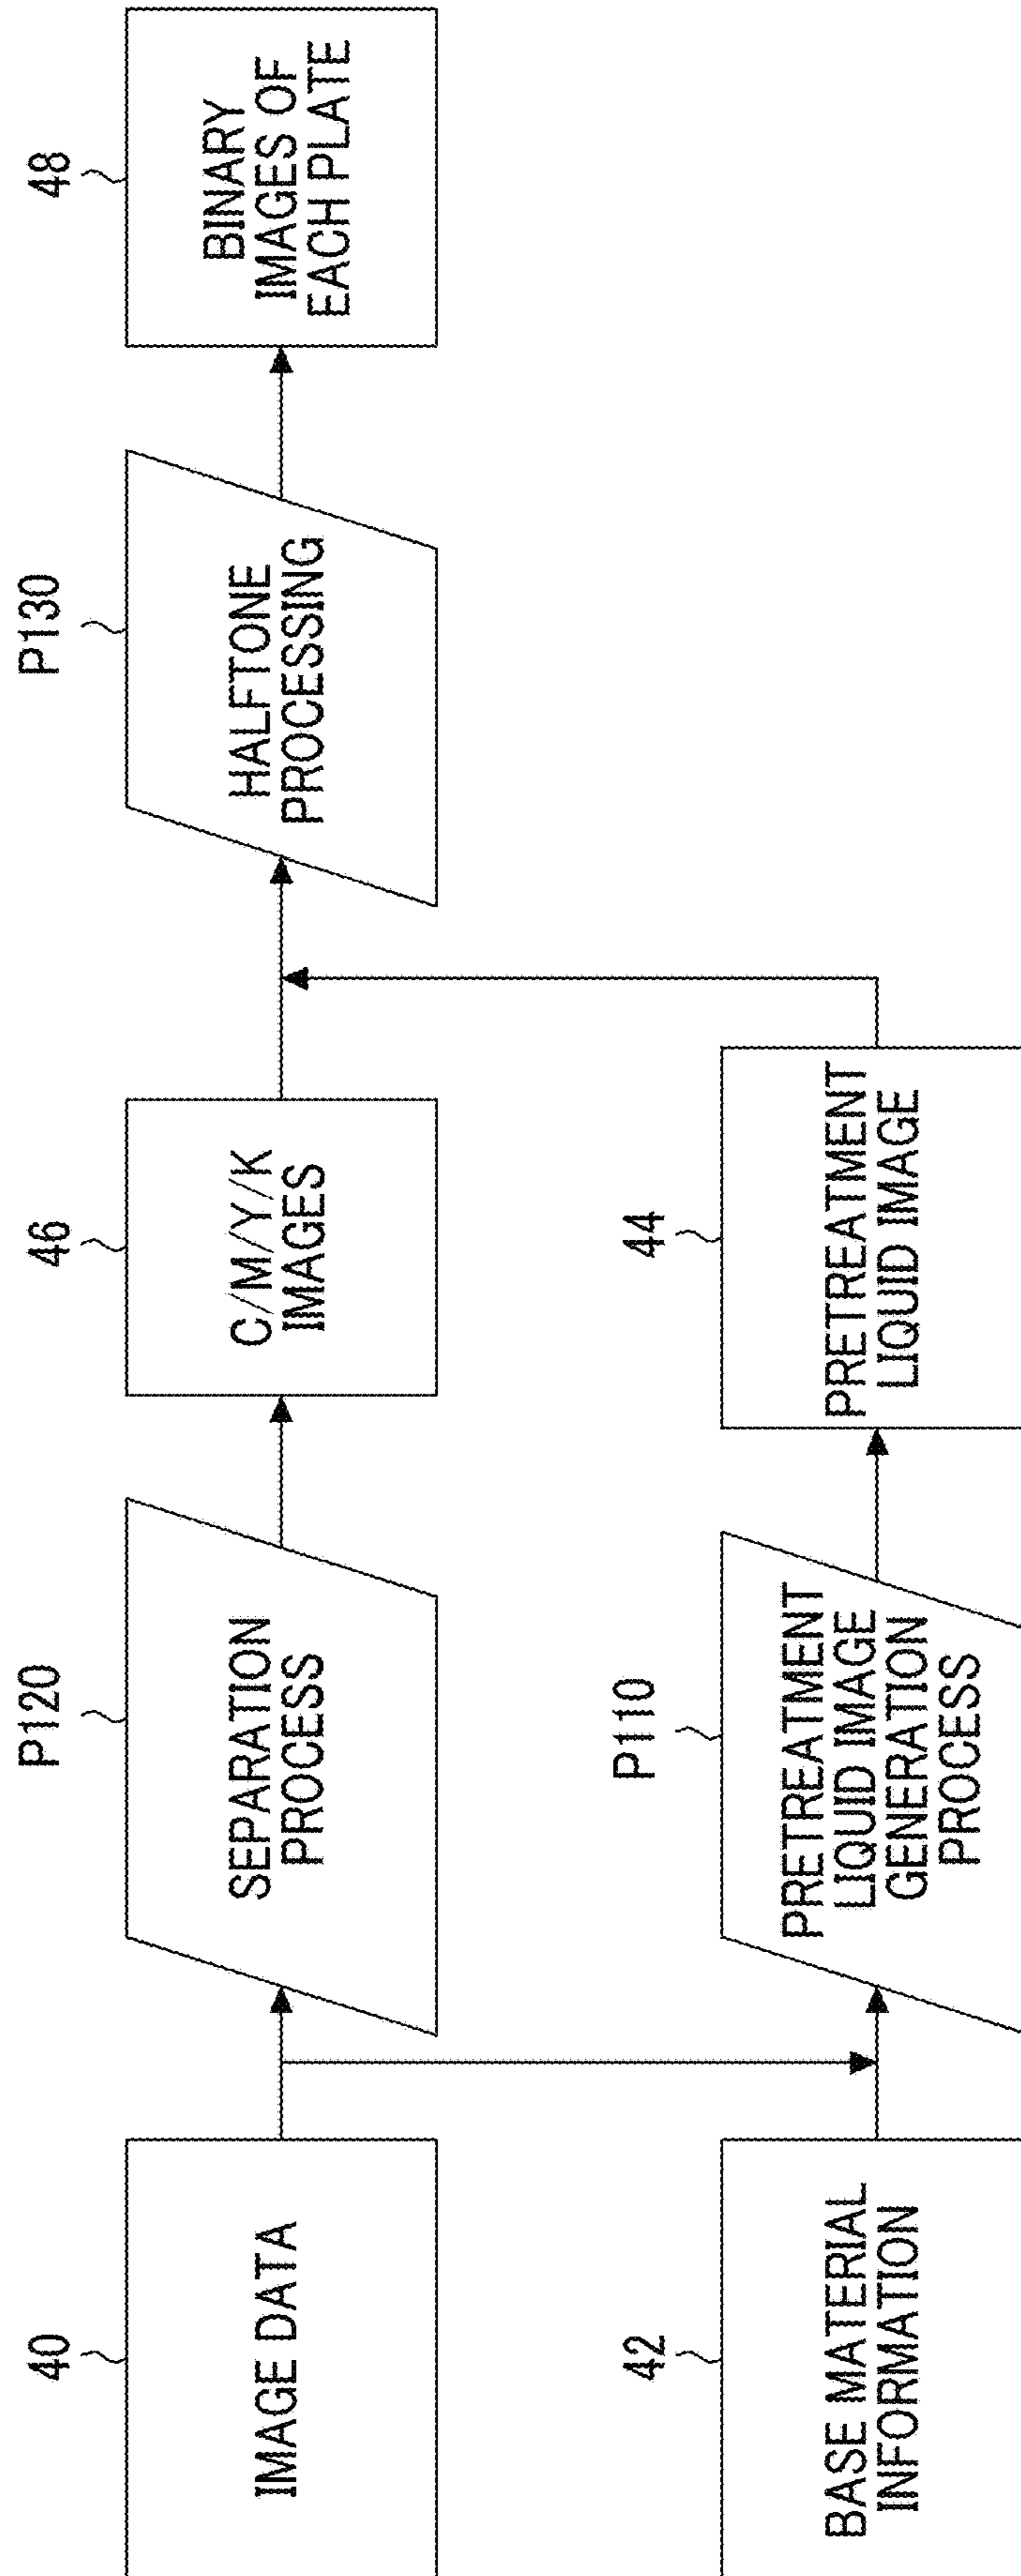 40
IMAGE DATA
P120
SEPARATION
PROCESS
46
C/M/Y/K
IMAGES
P130
HALFTONE
PROCESSING
48
BINARY
IMAGES OF
EACH PLATE
42
BASE MATERIAL
INFORMATION
P110
PRETREATMENT
LIQUID IMAGE
GENERATION
PROCESS
44
PRETREATMENT
LIQUID IMAGE